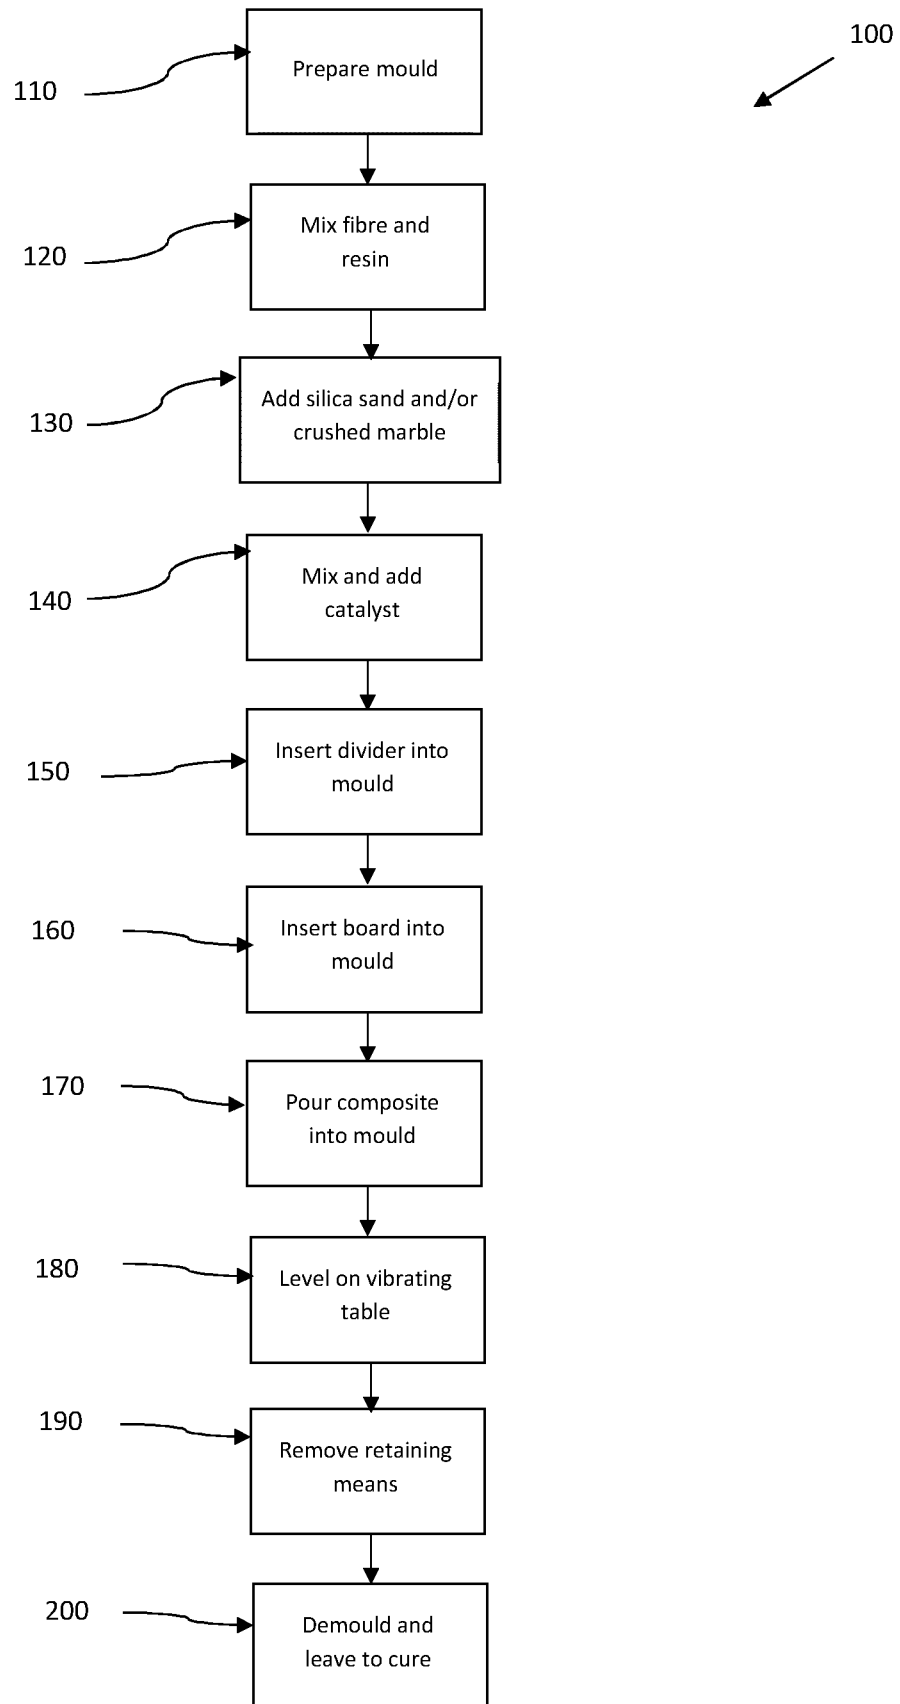 100
110
Prepare mould
120
Mix fibre and
resin
130
Add silica sand and/or
crushed marble
140
Mix and add
catalyst
150
Insert divider into
mould
160
Insert board into
mould
170
Pour composite
into mould
180
Level on vibrating
table
190
Remove retaining
means
200
Demould and
leave to cure